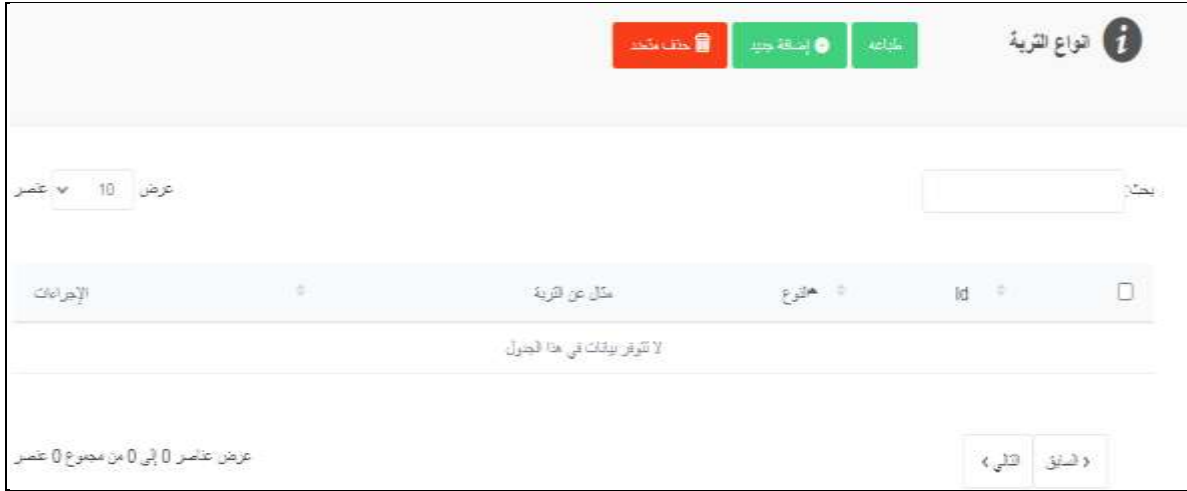 انواع التربة
طباعه إضافة جديد حذف متعدد
بحث:
عرض 10 عنصر
Id النوع مثال عن التربة الإجراءات
لا تتوفر بيانات في هذا الجدول
السابق التالي
عرض عناصر 0 إلى 0 من مجموع 0 عنصر